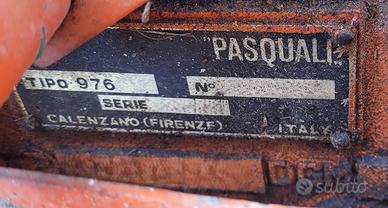 PASQUALI
TIPO 976 N°
SERIE
CALENZANO (FIRENZE) ITALY
subito